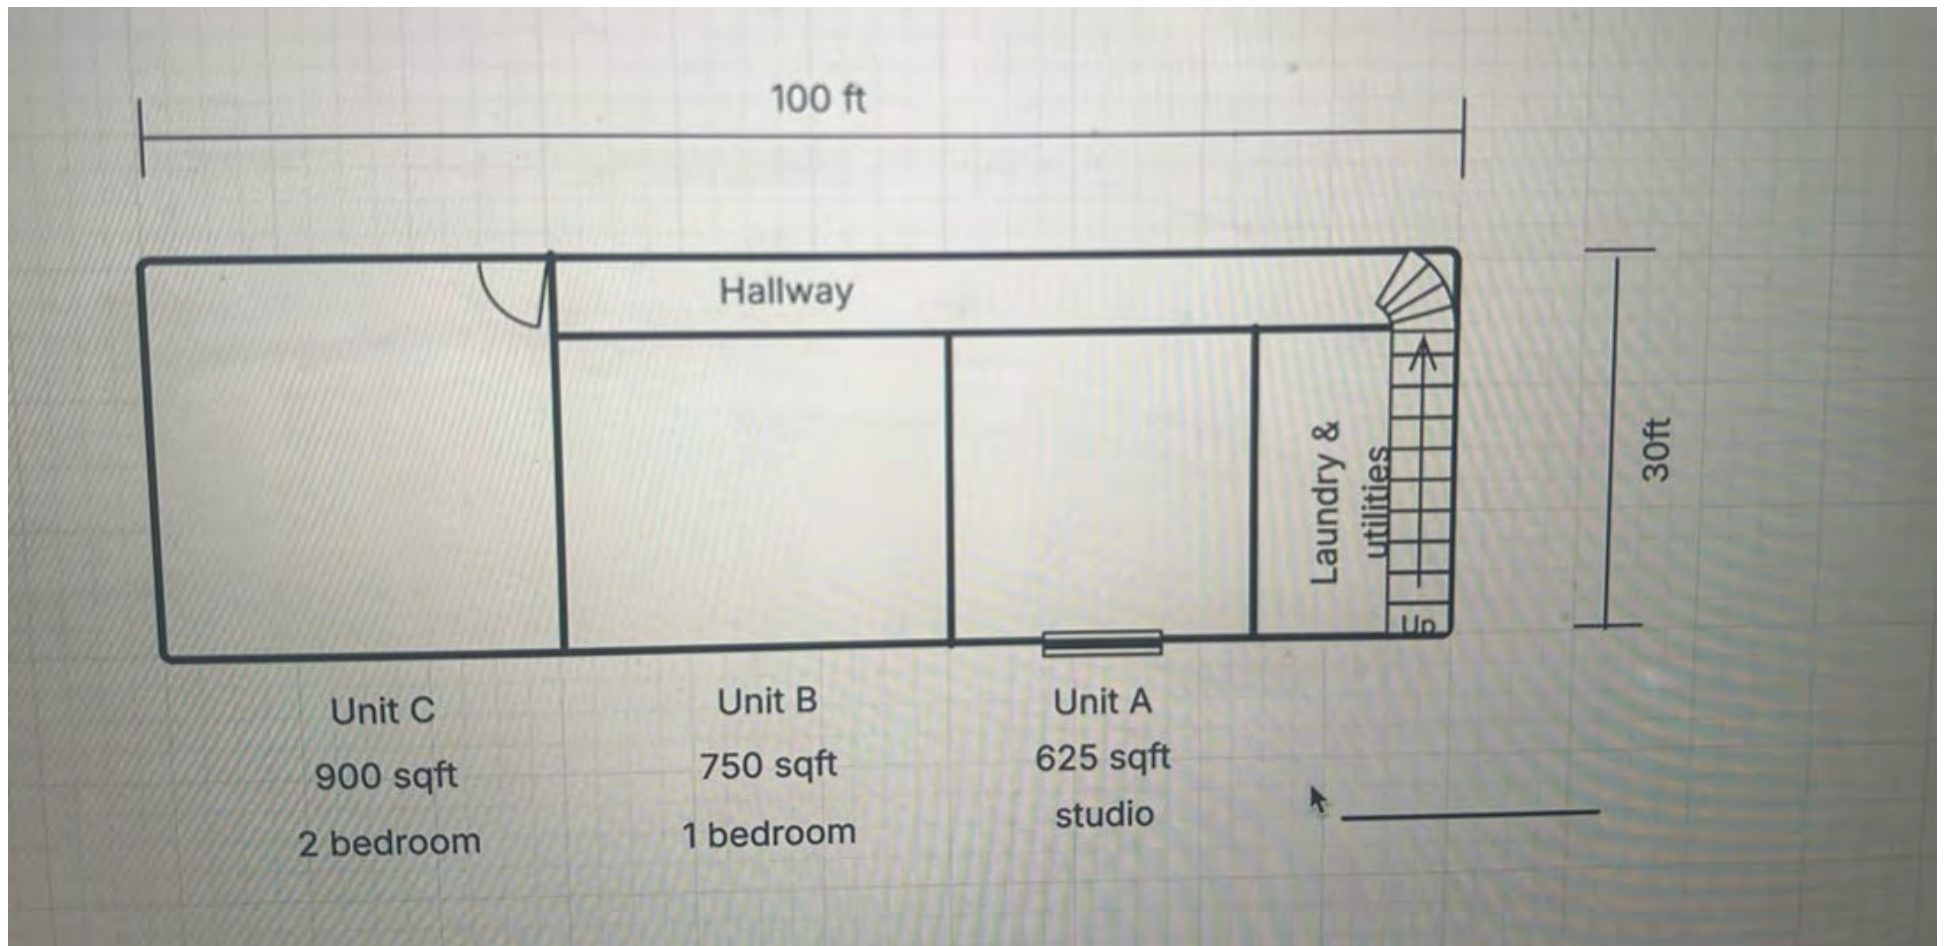 100 ft
Hallway
Laundry &
utilities
Up
30ft
Unit C
900 sqft
2 bedroom
Unit B
750 sqft
1 bedroom
Unit A
625 sqft
studio